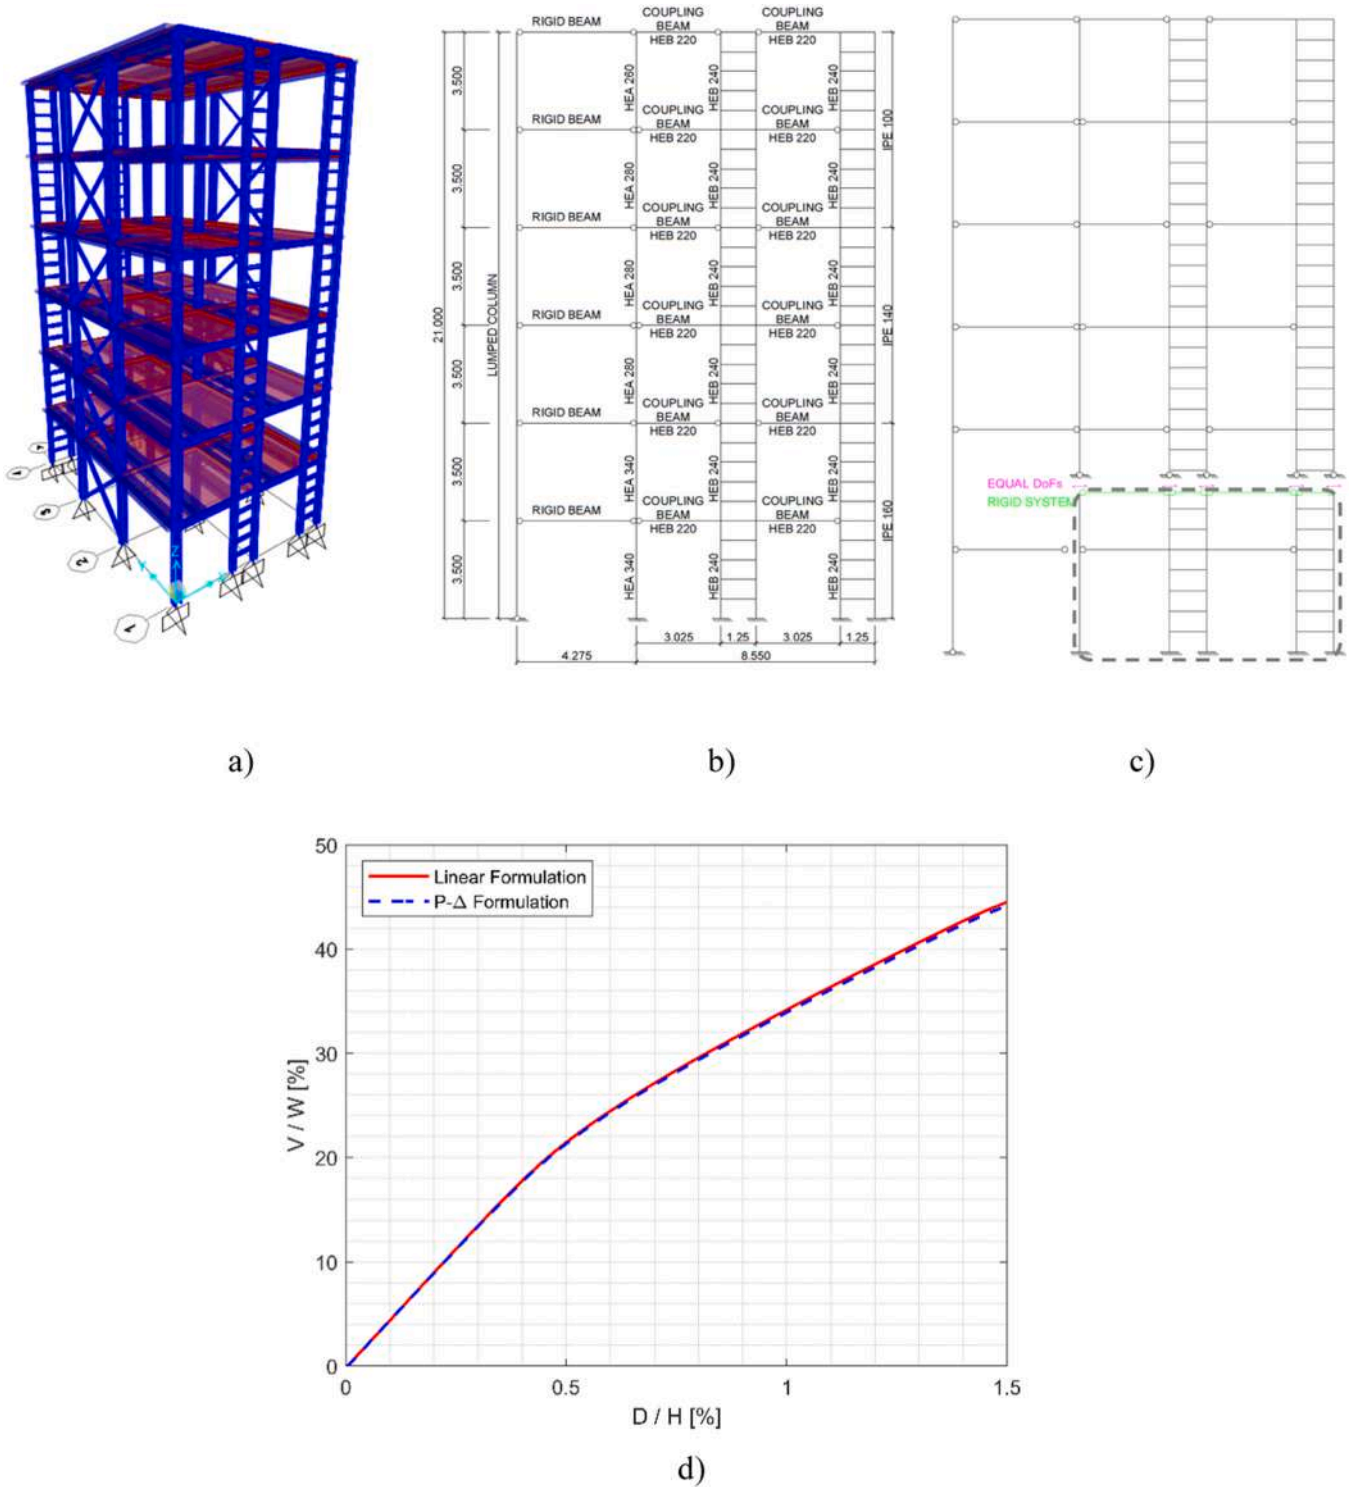 COUPLING COUPLING
RIGID BEAM BEAM BEAM
HEB 220 HEB 220
3.500 HEA 260 HEB 240 HEB 240
COUPLING COUPLING IPE 100
RIGID BEAM BEAM BEAM
HEB 220 HEB 220
3.500 HEA 280 HEB 240 HEB 240
COUPLING COUPLING
RIGID BEAM BEAM BEAM
HEB 220 HEB 220
3.500 HEA 280 HEB 240 HEB 240
21.000 LUMPED COLUMN
COUPLING COUPLING IPE 140
RIGID BEAM BEAM BEAM
HEB 220 HEB 220
3.500 HEA 280 HEB 240 HEB 240
COUPLING COUPLING
RIGID BEAM BEAM BEAM
HEB 220 HEB 220
3.500 HEA 340 HEB 240 HEB 240
COUPLING COUPLING IPE 160
RIGID BEAM BEAM BEAM
HEB 220 HEB 220
3.500 HEA 340 HEB 240 HEB 240
3.025 1.25 3.025 1.25
4.275 8.550
EQUAL DoFs
RIGID SYSTEM
Z
2
1
a) b) c)
50
40
30
20
10
0
V / W [%]
Linear Formulation
P-Δ Formulation
0 0.5 1 1.5
D / H [%]
d)